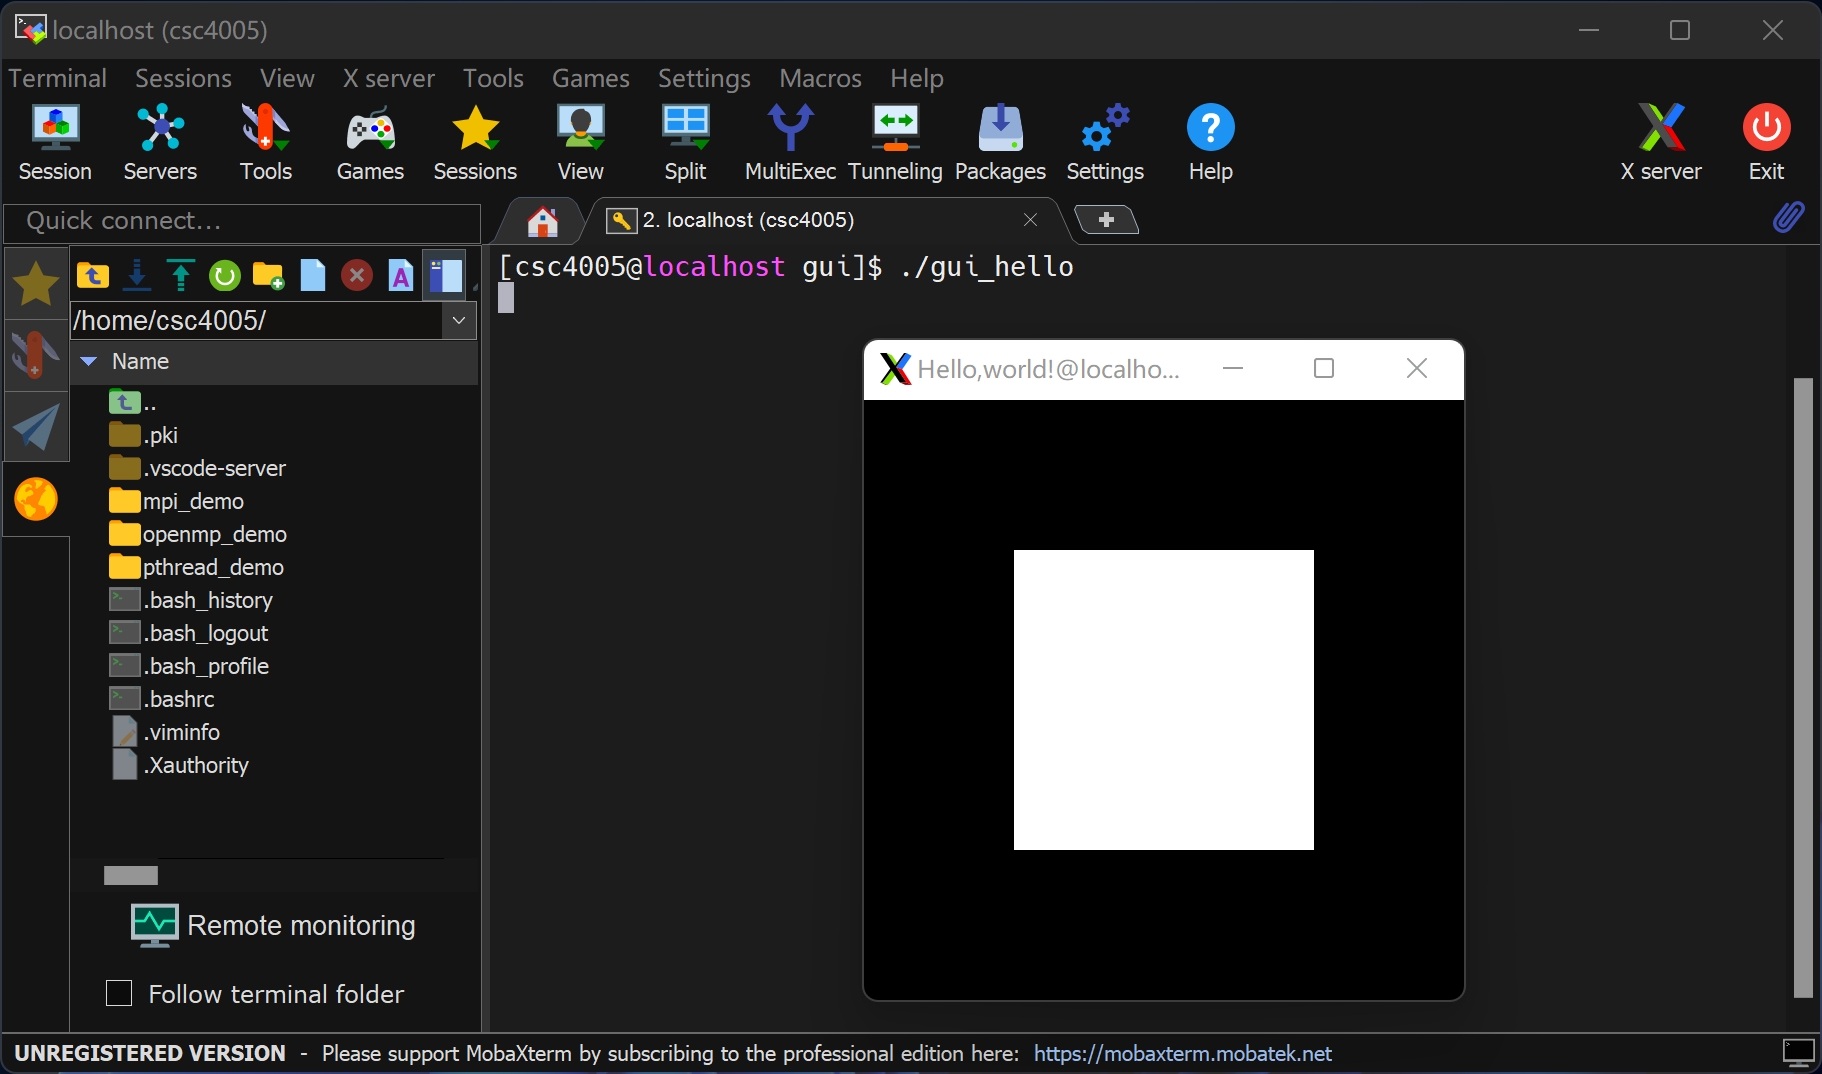 localhost (csc4005)
Terminal Sessions View X server Tools Games Settings Macros Help
Session Servers Tools Games Sessions View Split MultiExec Tunneling Packages Settings Help X server Exit
Quick connect...
2. localhost (csc4005)
[csc4005@localhost gui]$ ./gui_hello
/home/csc4005/
Name
..
.pki
.vscode-server
mpi_demo
openmp_demo
pthread_demo
.bash_history
.bash_logout
.bash_profile
.bashrc
.viminfo
.Xauthority
Hello,world!@localho...
Remote monitoring
Follow terminal folder
UNREGISTERED VERSION - Please support MobaXterm by subscribing to the professional edition here: https://mobaxterm.mobatek.net